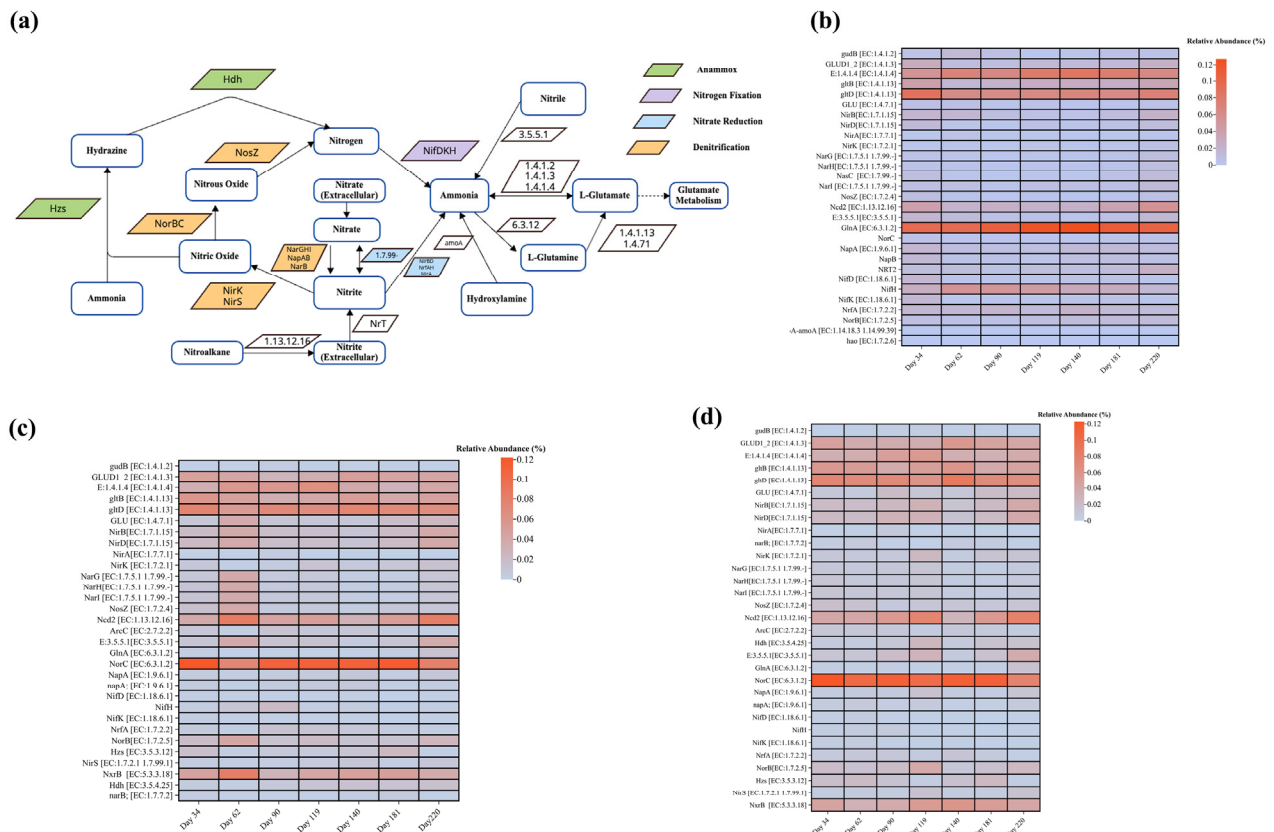 (a)
Hdh
Hydrazine
Nitrogen
NosZ
Nitrous Oxide
Hzs
NorBC
Nitric Oxide
Ammonia
NirK
NirS
Nitrate
(Extracellular)
Nitrate
NarGHI
NapAB
NarB
1.7.99-
Nitrite
Nitroalkane
1.13.12.16
NrT
Nitrite
(Extracellular)
NifDKH
Nitrile
3.5.5.1
Ammonia
1.4.1.2
1.4.1.3
1.4.1.4
L-Glutamate
Glutamate
Metabolism
6.3.12
1.4.1.13
1.4.71
L-Glutamine
amoA
Hydroxylamine
Anammox
Nitrogen Fixation
Nitrate Reduction
Denitrification
(b)
Relative Abundance (%)
0.12
0.10
0.08
0.06
0.04
0.02
0
gudB [EC:1.4.1.2]
GLUD1_2 [EC:1.4.1.3]
E:1.4.1.4 [EC:1.4.1.4]
gltB [EC:1.4.1.13]
gltD [EC:1.4.1.13]
GLU [EC:1.4.7.1]
NirB[EC:1.7.1.15]
NirD[EC:1.7.1.15]
NirA[EC:1.7.7.1]
NirK [EC:1.7.2.1]
NarG [EC:1.7.5.1 1.7.99.-]
NarH[EC:1.7.5.1 1.7.99.-]
NasC [EC:1.7.99.-]
NarI [EC:1.7.5.1 1.7.99.-]
NosZ [EC:1.7.2.4]
Ncd2 [EC:1.13.12.16]
E:3.5.5.1[EC:3.5.5.1]
GlnA [EC:6.3.1.2]
NorC
NapA [EC:1.9.6.1]
NapB
NRT2
NifD [EC:1.18.6.1]
NifH
NifK [EC:1.18.6.1]
NrfA [EC:1.7.2.2]
NorB[EC:1.7.2.5]
A-amoA [EC:1.14.18.3 1.14.99.39]
hao [EC:1.7.2.6]
Day 34
Day 62
Day 90
Day 119
Day 140
Day 181
Day 220
(c)
Relative Abundance (%)
0.12
0.10
0.08
0.06
0.04
0.02
0
gudB [EC:1.4.1.2]
GLUD1_2 [EC:1.4.1.3]
E:1.4.1.4 [EC:1.4.1.4]
gltB [EC:1.4.1.13]
gltD [EC:1.4.1.13]
GLU [EC:1.4.7.1]
NirB[EC:1.7.1.15]
NirD[EC:1.7.1.15]
NirA[EC:1.7.7.1]
NirK [EC:1.7.2.1]
NarG [EC:1.7.5.1 1.7.99.-]
NarH[EC:1.7.5.1 1.7.99.-]
NarI [EC:1.7.5.1 1.7.99.-]
NosZ [EC:1.7.2.4]
Ncd2 [EC:1.13.12.16]
ArcC [EC:2.7.2.2]
E:3.5.5.1[EC:3.5.5.1]
GlnA [EC:6.3.1.2]
NorC [EC:6.3.1.2]
NapA [EC:1.9.6.1]
napA; [EC:1.9.6.1]
NifD [EC:1.18.6.1]
NifH
NifK [EC:1.18.6.1]
NrfA [EC:1.7.2.2]
NorB[EC:1.7.2.5]
Hzs [EC:3.5.3.12]
NirS [EC:1.7.2.1 1.7.99.1]
NxrB [EC:5.3.3.18]
Hdh [EC:3.5.4.25]
narB; [EC:1.7.7.2]
Day 34
Day 62
Day 90
Day 119
Day 140
Day 181
Day220
(d)
Relative Abundance (%)
0.12
0.10
0.08
0.06
0.04
0.02
0
gudB [EC:1.4.1.2]
GLUD1_2 [EC:1.4.1.3]
E:1.4.1.4 [EC:1.4.1.4]
gltB [EC:1.4.1.13]
gltD [EC:1.4.1.13]
GLU [EC:1.4.7.1]
NirB[EC:1.7.1.15]
NirD[EC:1.7.1.15]
NirA[EC:1.7.7.1]
narB; [EC:1.7.7.2]
NirK [EC:1.7.2.1]
NarG [EC:1.7.5.1 1.7.99.-]
NarH[EC:1.7.5.1 1.7.99.-]
NarI [EC:1.7.5.1 1.7.99.-]
NosZ [EC:1.7.2.4]
Ncd2 [EC:1.13.12.16]
ArcC [EC:2.7.2.2]
Hdh [EC:3.5.4.25]
E:3.5.5.1[EC:3.5.5.1]
GlnA [EC:6.3.1.2]
NorC [EC:6.3.1.2]
NapA [EC:1.9.6.1]
napA; [EC:1.9.6.1]
NifD [EC:1.18.6.1]
NifH
NifK [EC:1.18.6.1]
NrfA [EC:1.7.2.2]
NorB[EC:1.7.2.5]
Hzs [EC:3.5.3.12]
NirS [EC:1.7.2.1 1.7.99.1]
NxrB [EC:5.3.3.18]
Day 34
Day 62
Day 90
Day 119
Day 140
Day 181
Day 220